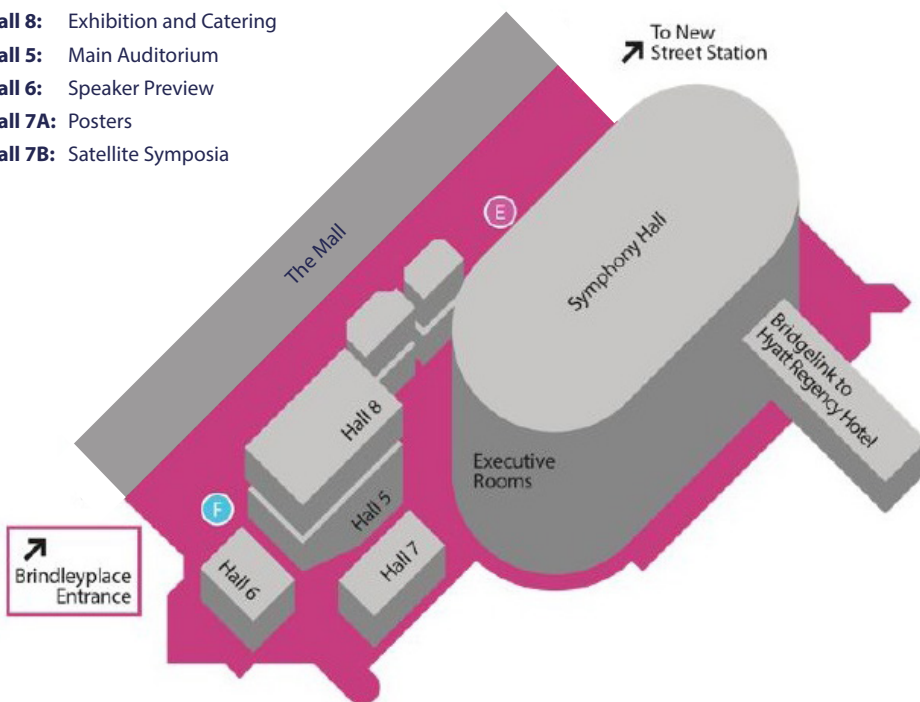 all 8: Exhibition and Catering
all 5: Main Auditorium
all 6: Speaker Preview
all 7A: Posters
all 7B: Satellite Symposia
To New
Street Station
E
The Mall
Symphony Hall
Bridgelink to
Hyatt Regency Hotel
Hall 8
Executive
Rooms
Hall 5
F
Hall 7
Hall 6
Brindleyplace
Entrance